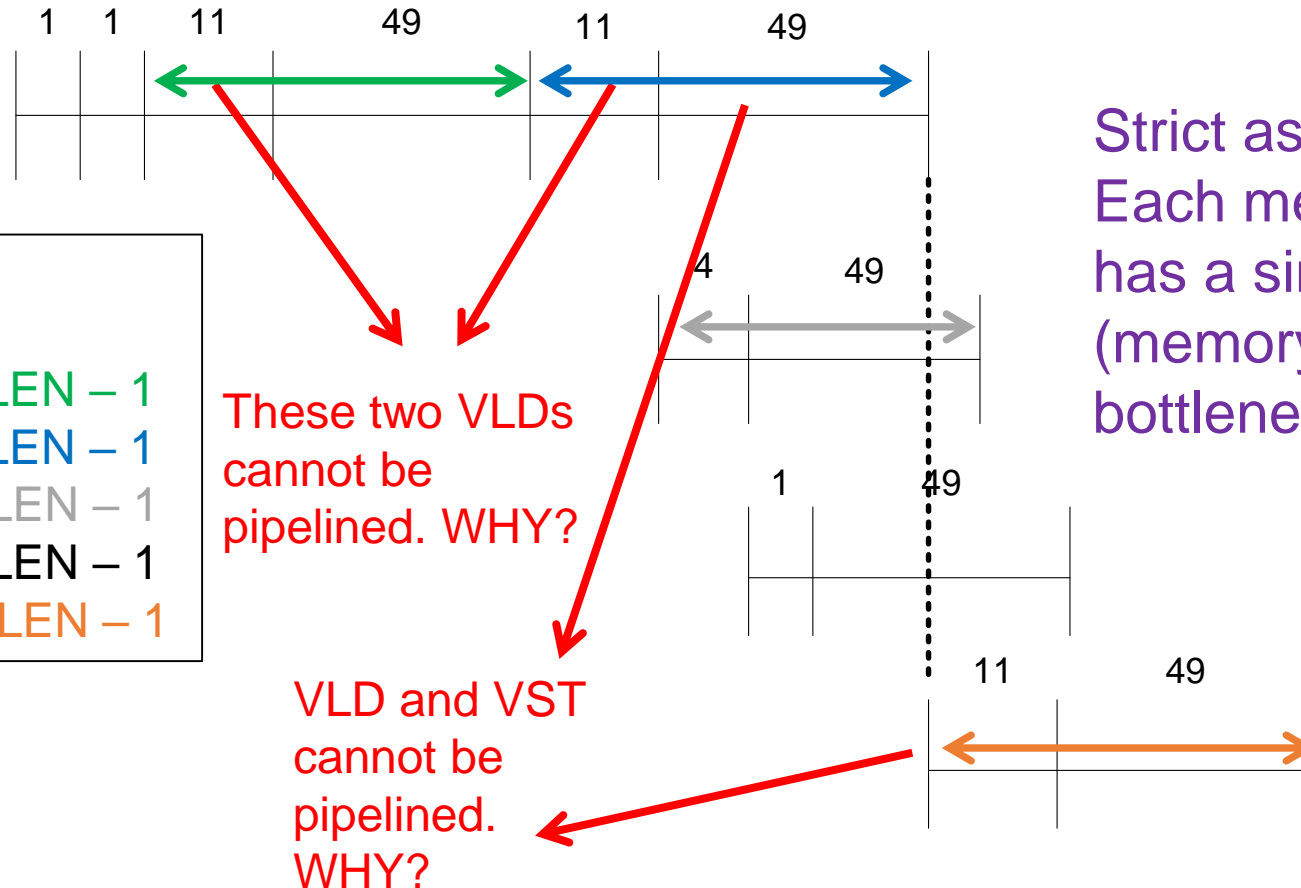 1 1 11 49 11 49
Strict as
Each me
has a sin
(memory
bottlene
4 49
LEN – 1
LEN – 1
LEN – 1
LEN – 1
LEN – 1
These two VLDs
cannot be
pipelined. WHY?
1 49
11 49
VLD and VST
cannot be
pipelined.
WHY?